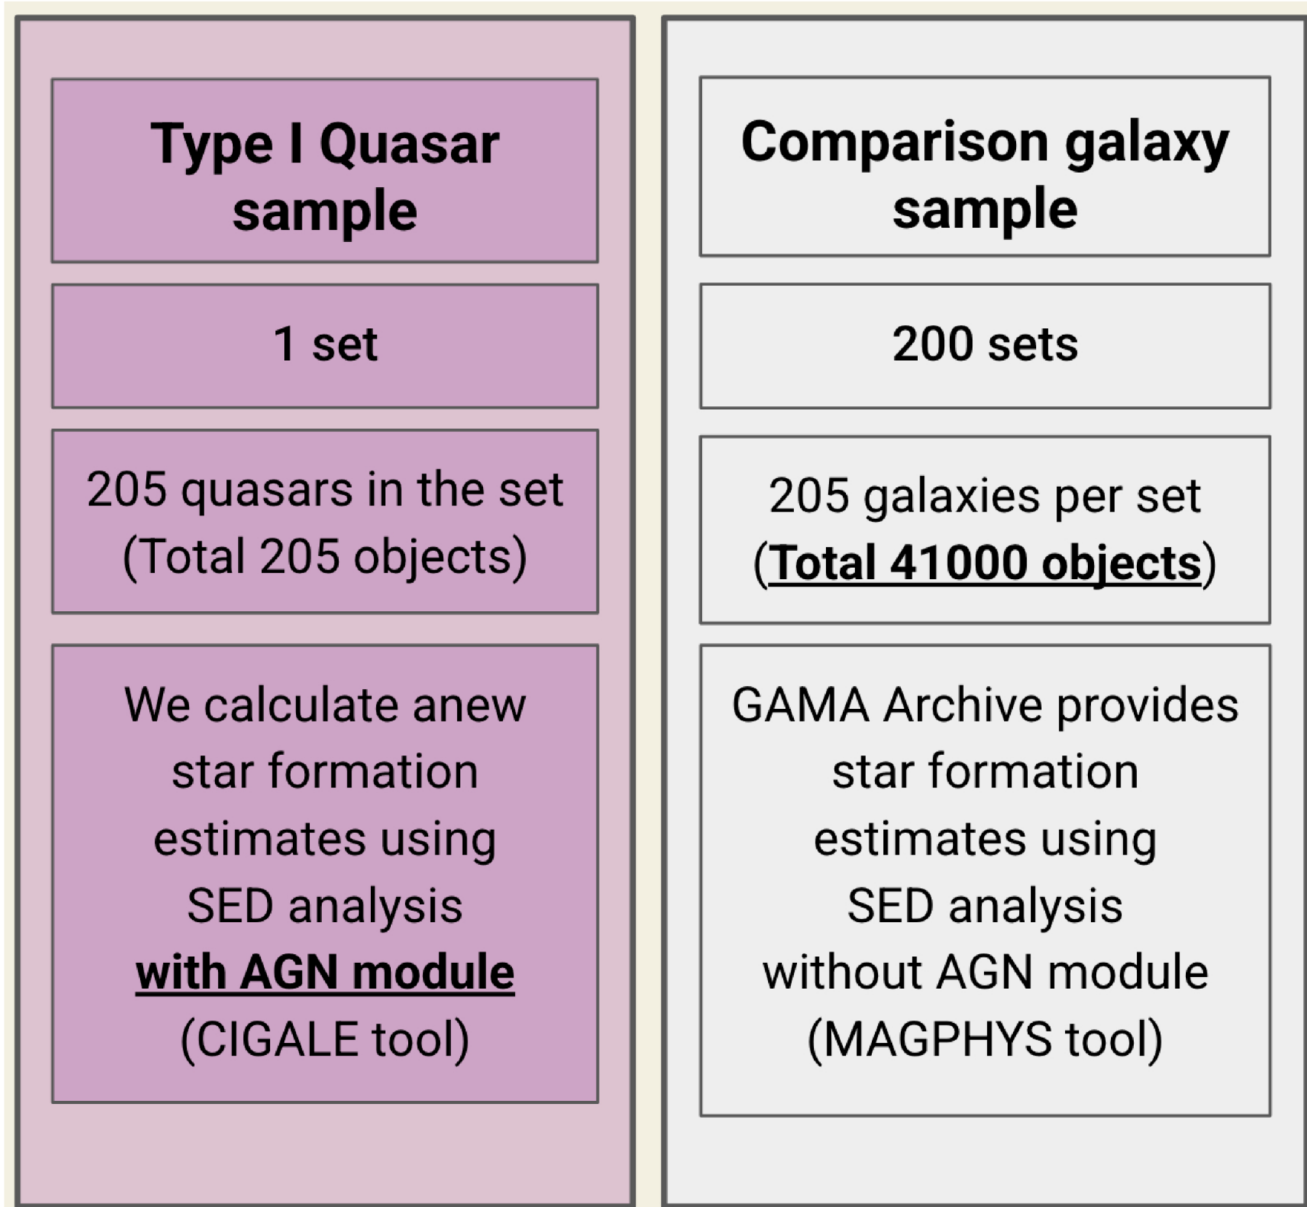 Type I Quasar
sample
1 set
205 quasars in the set
(Total 205 objects)
We calculate anew
star formation
estimates using
SED analysis
with AGN module
(CIGALE tool)
Comparison galaxy
sample
200 sets
205 galaxies per set
(Total 41000 objects)
GAMA Archive provides
star formation
estimates using
SED analysis
without AGN module
(MAGPHYS tool)